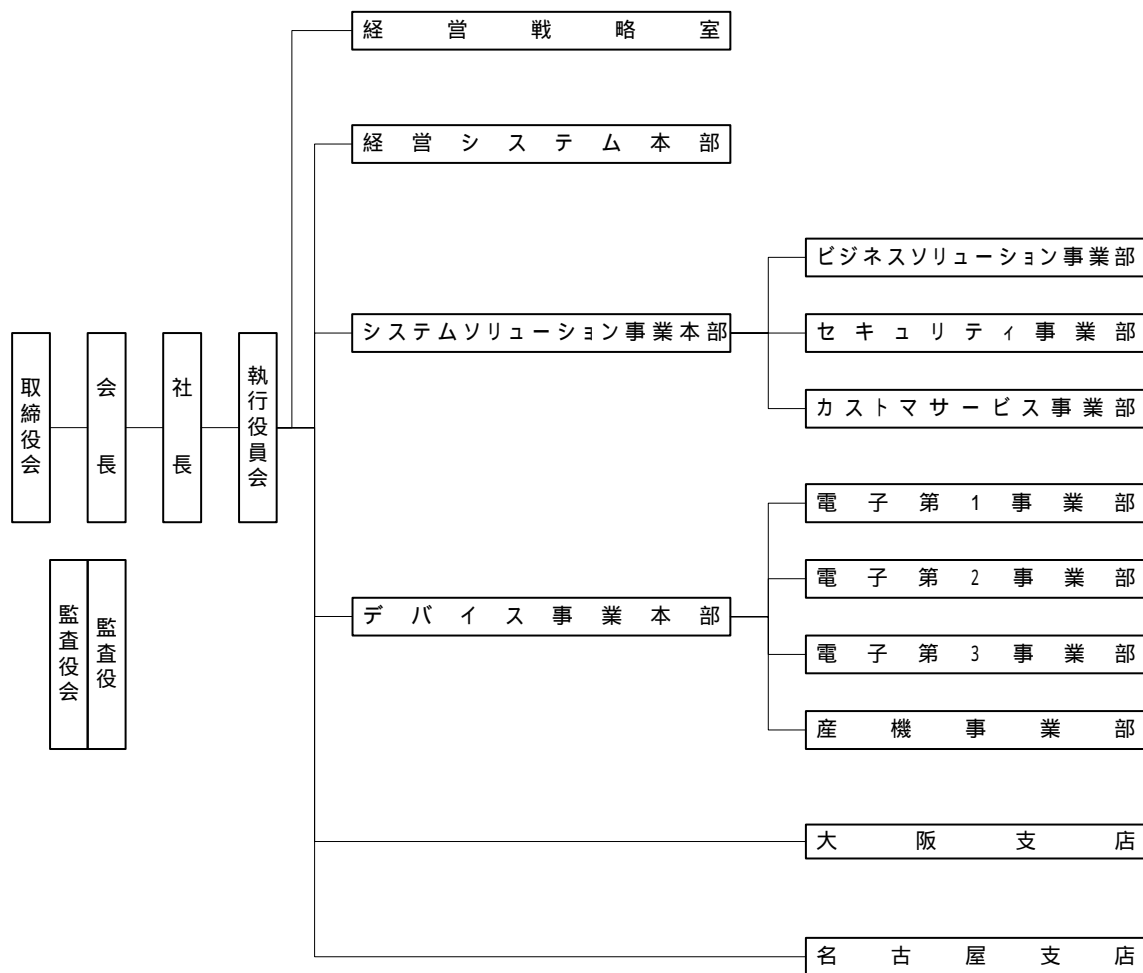 経営戦略室
経営システム本部
ビジネスソリューション事業部
システムソリューション事業本部
セキュリティ事業部
カストマサービス事業部
取締役会
会長
社長
執行役員会
電子第1事業部
電子第2事業部
デバイス事業本部
電子第3事業部
産機事業部
監査役会
監査役
大阪支店
名古屋支店